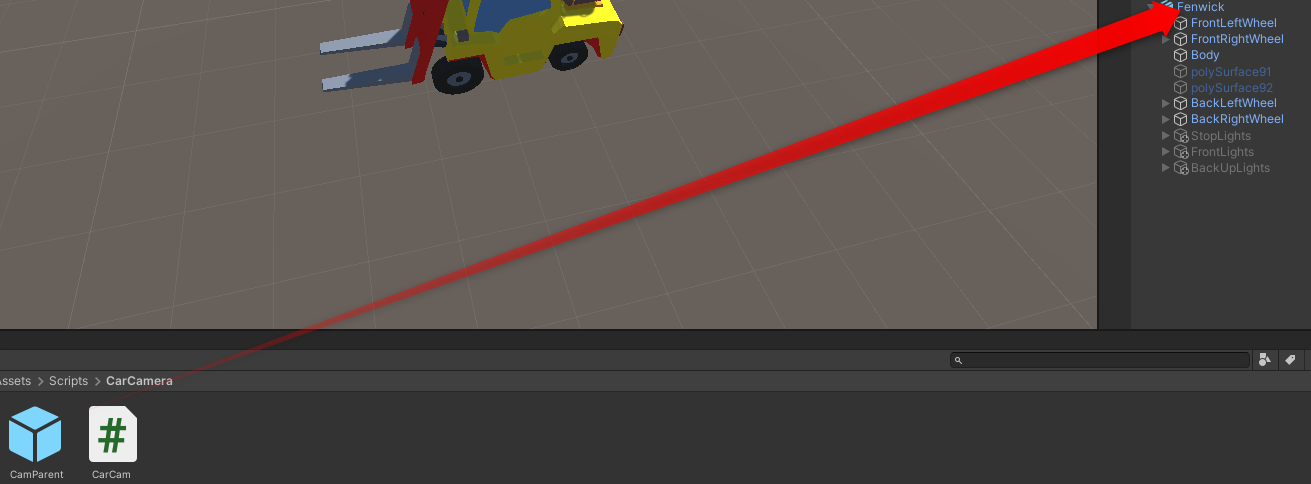 Fenwick
FrontLeftWheel
FrontRightWheel
Body
polySurface91
polySurface92
BackLeftWheel
BackRightWheel
StopLights
FrontLights
BackUpLights
Assets > Scripts > CarCamera
CamParent
#
CarCam